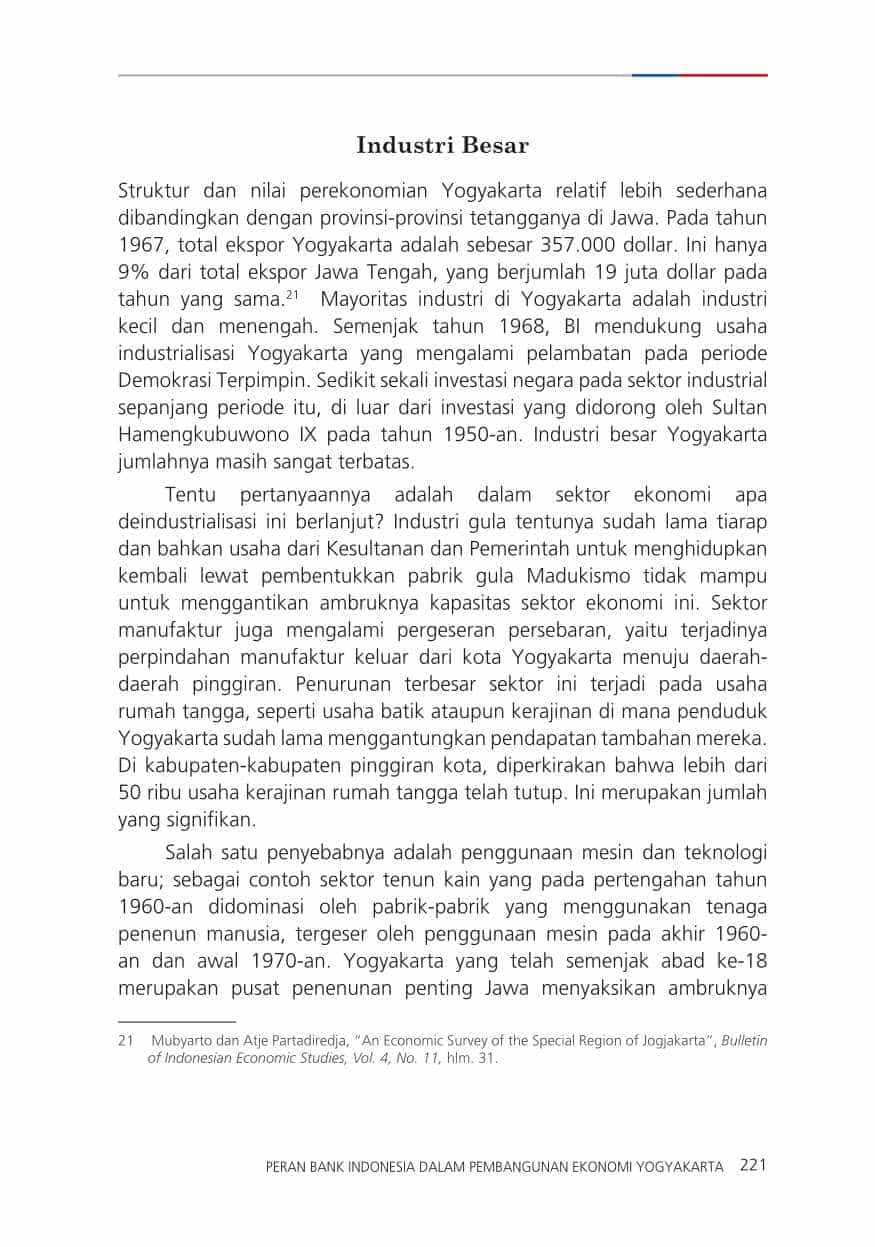 Industri Besar
Struktur dan nilai perekonomian Yogyakarta relatif lebih sederhana
dibandingkan dengan provinsi-provinsi tetangganya di Jawa. Pada tahun
1967, total ekspor Yogyakarta adalah sebesar 357.000 dollar. Ini hanya
9% dari total ekspor Jawa Tengah, yang berjumlah 19 juta dollar pada
tahun yang sama.21 Mayoritas industri di Yogyakarta adalah industri
kecil dan menengah. Semenjak tahun 1968, BI mendukung usaha
industrialisasi Yogyakarta yang mengalami pelambatan pada periode
Demokrasi Terpimpin. Sedikit sekali investasi negara pada sektor industrial
sepanjang periode itu, di luar dari investasi yang didorong oleh Sultan
Hamengkubuwono IX pada tahun 1950-an. Industri besar Yogyakarta
jumlahnya masih sangat terbatas.
Tentu pertanyaannya adalah dalam sektor ekonomi apa
deindustrialisasi ini berlanjut? Industri gula tentunya sudah lama tiarap
dan bahkan usaha dari Kesultanan dan Pemerintah untuk menghidupkan
kembali lewat pembentukkan pabrik gula Madukismo tidak mampu
untuk menggantikan ambruknya kapasitas sektor ekonomi ini. Sektor
manufaktur juga mengalami pergeseran persebaran, yaitu terjadinya
perpindahan manufaktur keluar dari kota Yogyakarta menuju daerah-
daerah pinggiran. Penurunan terbesar sektor ini terjadi pada usaha
rumah tangga, seperti usaha batik ataupun kerajinan di mana penduduk
Yogyakarta sudah lama menggantungkan pendapatan tambahan mereka.
Di kabupaten-kabupaten pinggiran kota, diperkirakan bahwa lebih dari
50 ribu usaha kerajinan rumah tangga telah tutup. Ini merupakan jumlah
yang signifikan.
Salah satu penyebabnya adalah penggunaan mesin dan teknologi
baru; sebagai contoh sektor tenun kain yang pada pertengahan tahun
1960-an didominasi oleh pabrik-pabrik yang menggunakan tenaga
penenun manusia, tergeser oleh penggunaan mesin pada akhir 1960-
an dan awal 1970-an. Yogyakarta yang telah semenjak abad ke-18
merupakan pusat penenunan penting Jawa menyaksikan ambruknya
21 Mubyarto dan Atje Partadiredja, “An Economic Survey of the Special Region of Jogjakarta”, Bulletin
of Indonesian Economic Studies, Vol. 4, No. 11, hlm. 31.
PERAN BANK INDONESIA DALAM PEMBANGUNAN EKONOMI YOGYAKARTA 221